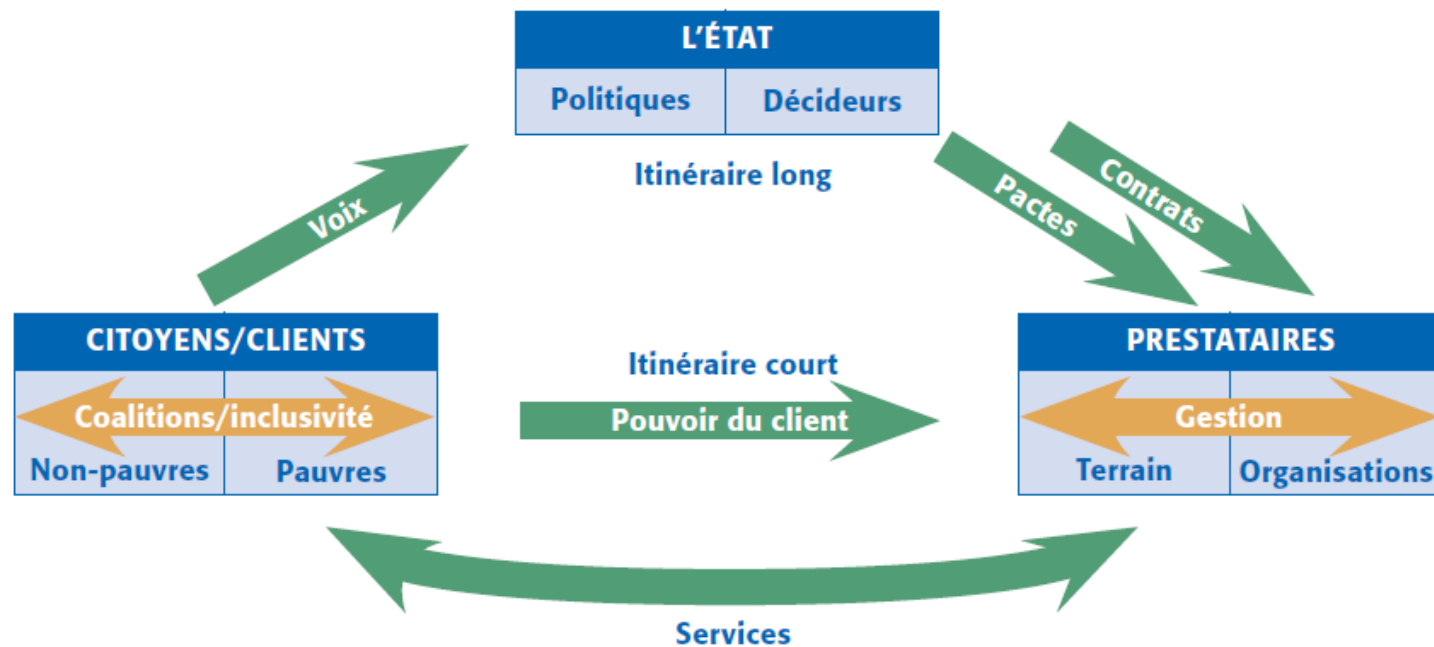 L'ÉTAT
Politiques
Décideurs
Itinéraire long
Voix
Pactes
Contrats
CITOYENS/CLIENTS
Coalitions/inclusivité
Non-pauvres
Pauvres
Itinéraire court
Pouvoir du client
PRESTATAIRES
Gestion
Terrain
Organisations
Services